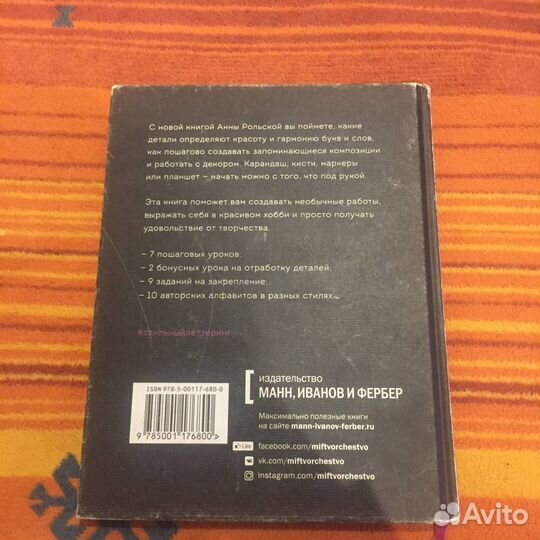 С новой книгой Анны Рольской вы поймете, какие
детали определяют красоту и гармонию букв и слов,
как пошагово создавать запоминающиеся композиции
и работать с декором. Карандаш, кисти, маркеры
или планшет – начать можно с того, что под рукой.
Эта книга поможет вам создавать необычные работы,
выражать себя в красивом хобби и просто получать
удовольствие от творчества.
– 7 пошаговых уроков;
– 2 бонусных урока на отработку деталей;
– 9 заданий на закрепление;
– 10 авторских алфавитов в разных стилях.
#стильныйлеттеринг
ISBN 978-5-00117-680-0
9 785001 176800 >
издательство
МАНН, ИВАНОВ И ФЕРБЕР
Максимально полезные книги
на сайте mann-ivanov-ferber.ru
Like facebook.com/miftvorchestvo
vk.com/miftvorchestvo
instagram.com/miftvorchestvo
Avito